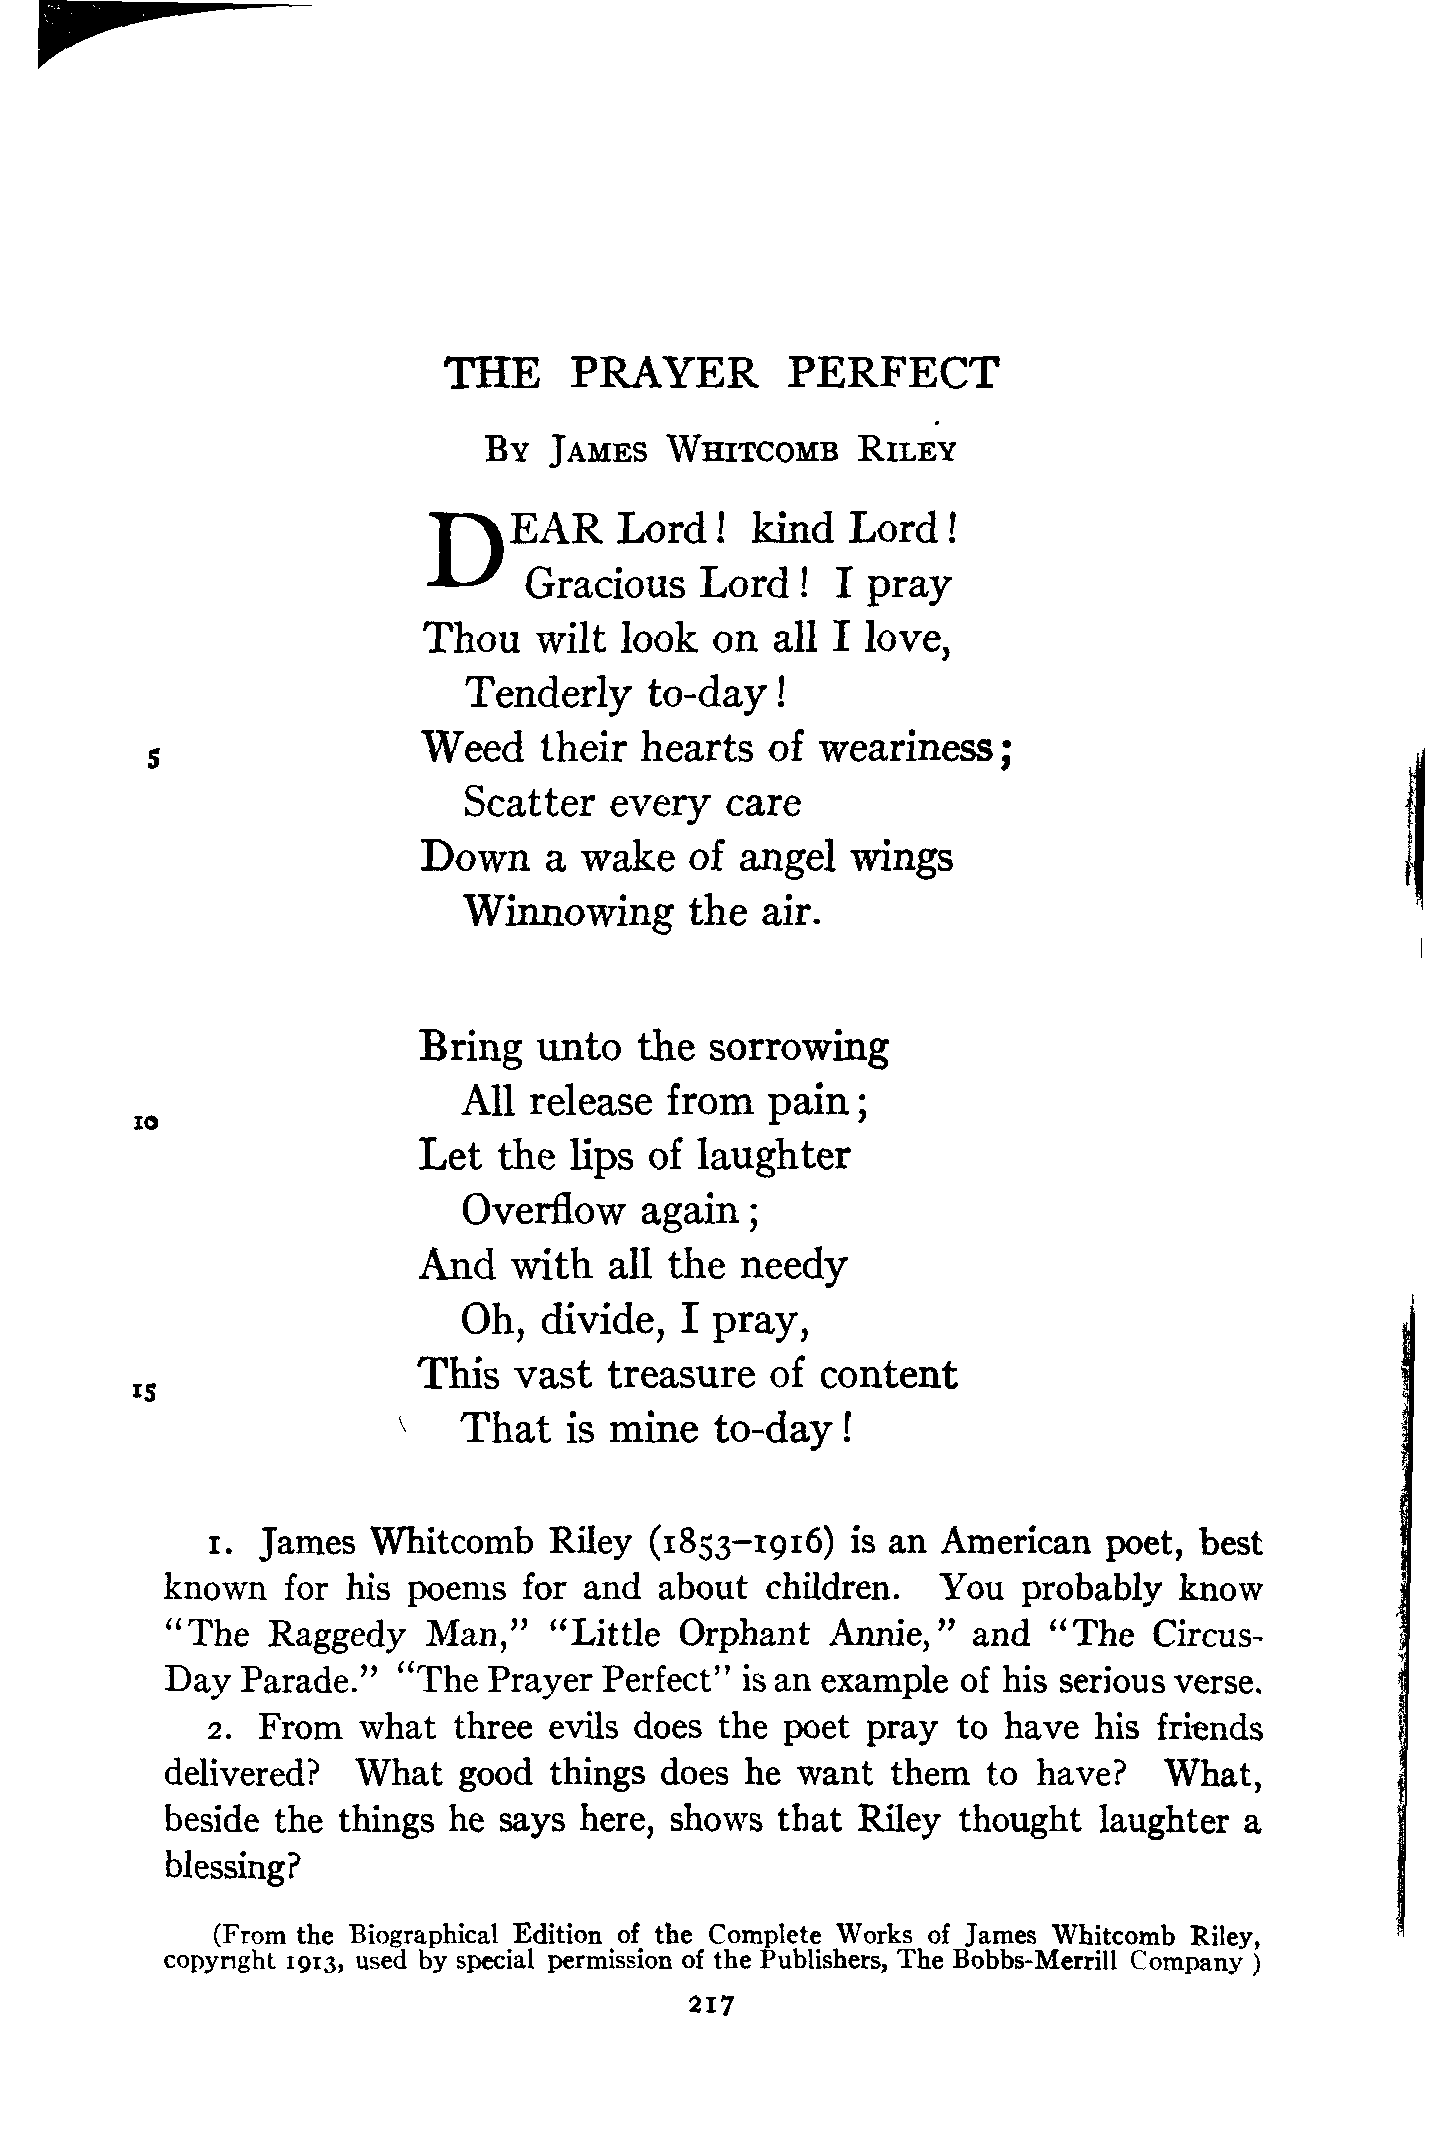 THE PRAYER PERFECT
BY JAMES WHITCOMB RILEY
DEAR Lord! kind Lord!
Gracious Lord! I pray
Thou wilt look on all I love,
Tenderly to-day!
5 Weed their hearts of weariness;
Scatter every care
Down a wake of angel wings
Winnowing the air.
Bring unto the sorrowing
10 All release from pain;
Let the lips of laughter
Overflow again;
And with all the needy
Oh, divide, I pray,
15 This vast treasure of content
That is mine to-day!
1. James Whitcomb Riley (1853–1916) is an American poet, best
known for his poems for and about children. You probably know
“The Raggedy Man,” “Little Orphant Annie,” and “The Circus-
Day Parade.” “The Prayer Perfect” is an example of his serious verse.
2. From what three evils does the poet pray to have his friends
delivered? What good things does he want them to have? What,
beside the things he says here, shows that Riley thought laughter a
blessing?
(From the Biographical Edition of the Complete Works of James Whitcomb Riley,
copyright 1913, used by special permission of the Publishers, The Bobbs-Merrill Company )
217